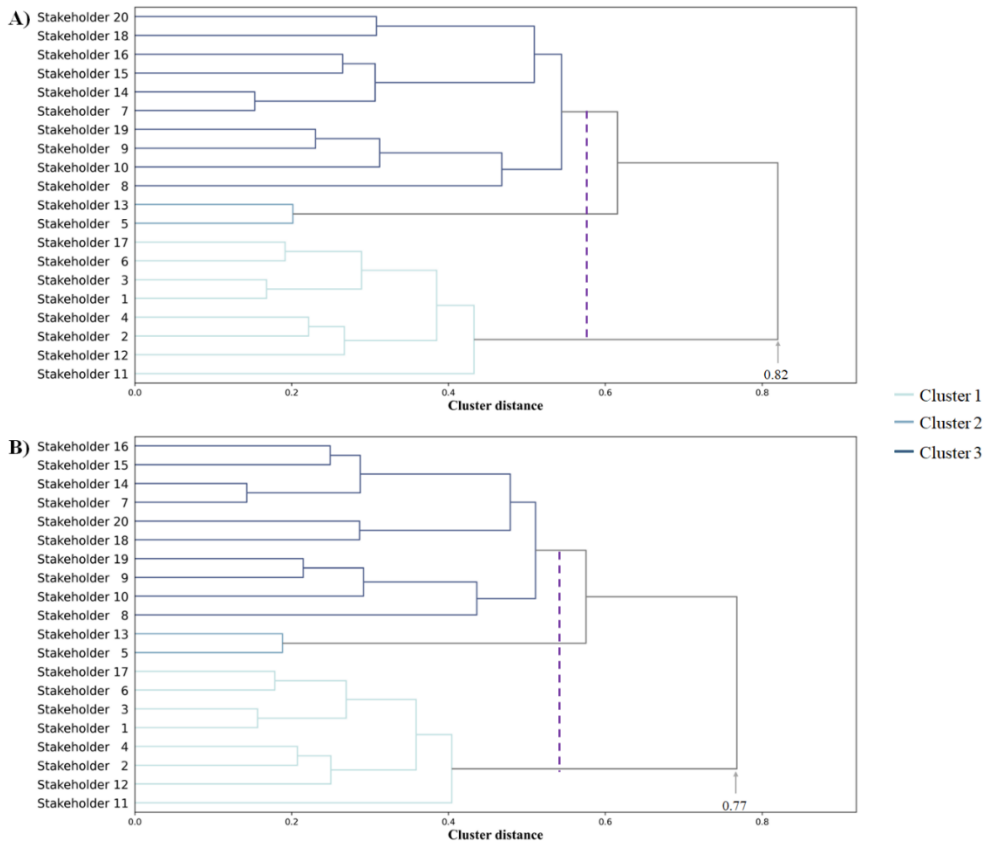 A)
Stakeholder 20
Stakeholder 18
Stakeholder 16
Stakeholder 15
Stakeholder 14
Stakeholder 7
Stakeholder 19
Stakeholder 9
Stakeholder 10
Stakeholder 8
Stakeholder 13
Stakeholder 5
Stakeholder 17
Stakeholder 6
Stakeholder 3
Stakeholder 1
Stakeholder 4
Stakeholder 2
Stakeholder 12
Stakeholder 11
0.82
0.0 0.2 0.4 0.6 0.8
Cluster distance
Cluster 1
Cluster 2
Cluster 3
B)
Stakeholder 16
Stakeholder 15
Stakeholder 14
Stakeholder 7
Stakeholder 20
Stakeholder 18
Stakeholder 19
Stakeholder 9
Stakeholder 10
Stakeholder 8
Stakeholder 13
Stakeholder 5
Stakeholder 17
Stakeholder 6
Stakeholder 3
Stakeholder 1
Stakeholder 4
Stakeholder 2
Stakeholder 12
Stakeholder 11
0.77
0.0 0.2 0.4 0.6 0.8
Cluster distance